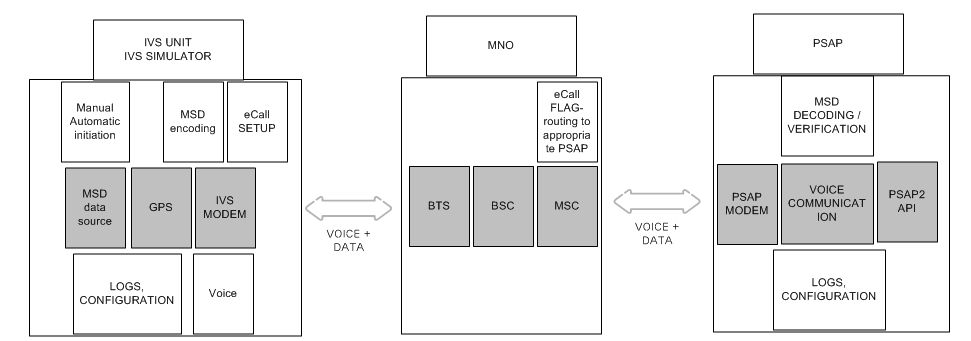 IVS UNIT
IVS SIMULATOR
Manual
Automatic
initiation
MSD
encoding
eCall
SETUP
MSD
data
source
GPS
IVS
MODEM
LOGS,
CONFIGURATION
Voice
VOICE +
DATA
MNO
eCall
FLAG-
routing to
appropria
te PSAP
BTS
BSC
MSC
VOICE +
DATA
PSAP
MSD
DECODING /
VERIFICATION
PSAP
MODEM
VOICE
COMMUNICAT
ION
PSAP2
API
LOGS,
CONFIGURATION